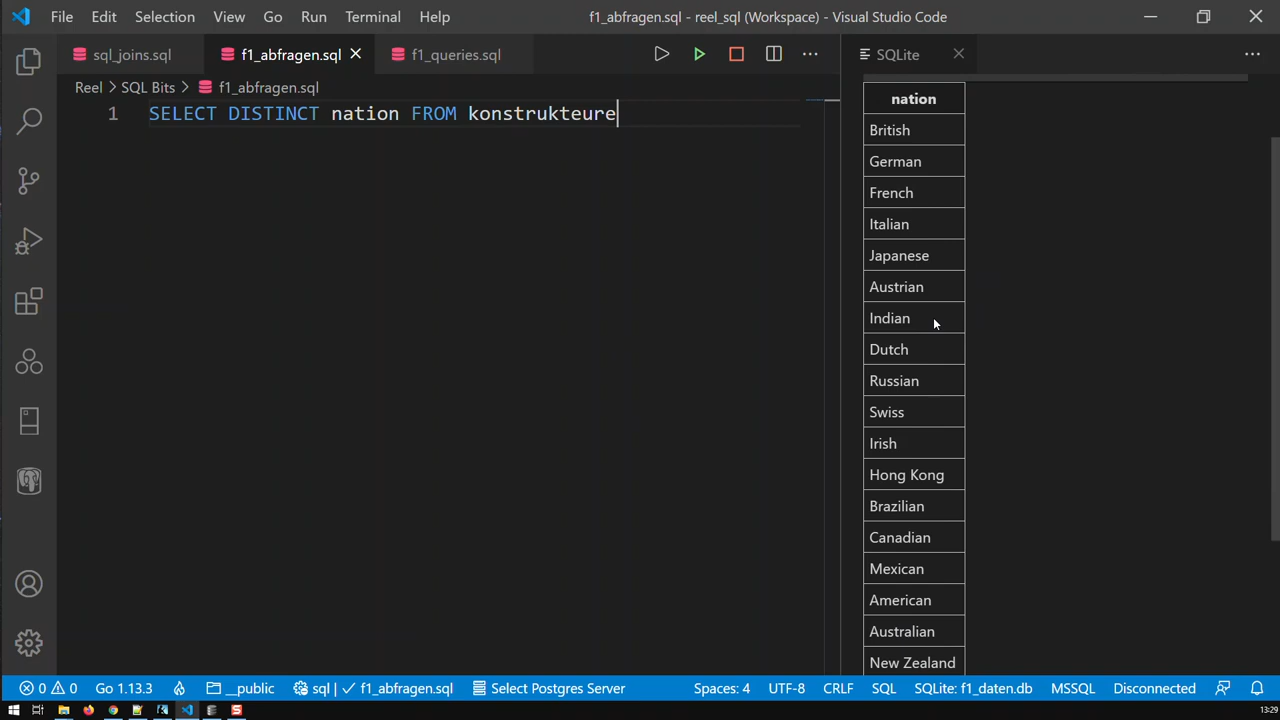 File Edit Selection View Go Run Terminal Help f1_abfragen.sql - reel_sql (Workspace) - Visual Studio Code
sql_joins.sql f1_abfragen.sql f1_queries.sql SQLite
Reel > SQL Bits > f1_abfragen.sql
1 SELECT DISTINCT nation FROM konstrukteure
nation
British
German
French
Italian
Japanese
Austrian
Indian
Dutch
Russian
Swiss
Irish
Hong Kong
Brazilian
Canadian
Mexican
American
Australian
New Zealand
0 0 Go 1.13.3 __public sql | ✓ f1_abfragen.sql Select Postgres Server Spaces: 4 UTF-8 CRLF SQL SQLite: f1_daten.db MSSQL Disconnected
13:29